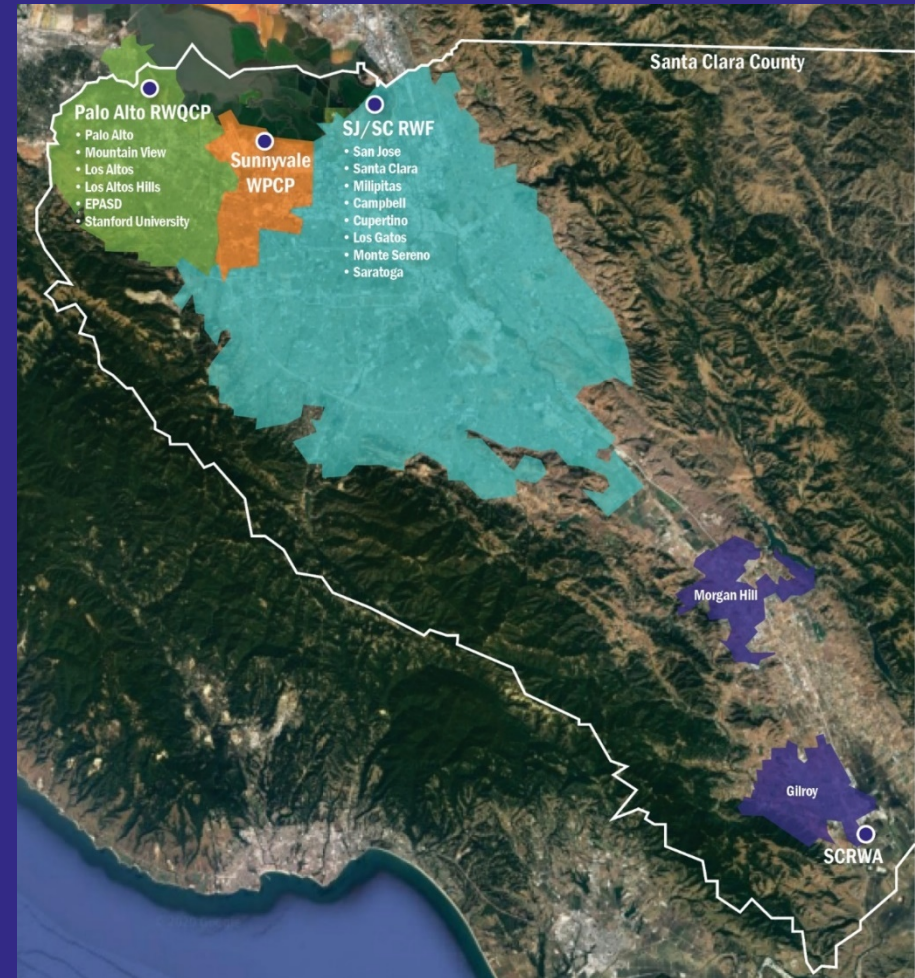 Santa Clara County
Palo Alto RWQCP
• Palo Alto
• Mountain View
• Los Altos
• Los Altos Hills
• EPASD
• Stanford University
Sunnyvale
WPCP
SJ/SC RWF
• San Jose
• Santa Clara
• Milipitas
• Campbell
• Cupertino
• Los Gatos
• Monte Sereno
• Saratoga
Morgan Hill
Gilroy
SCRWA